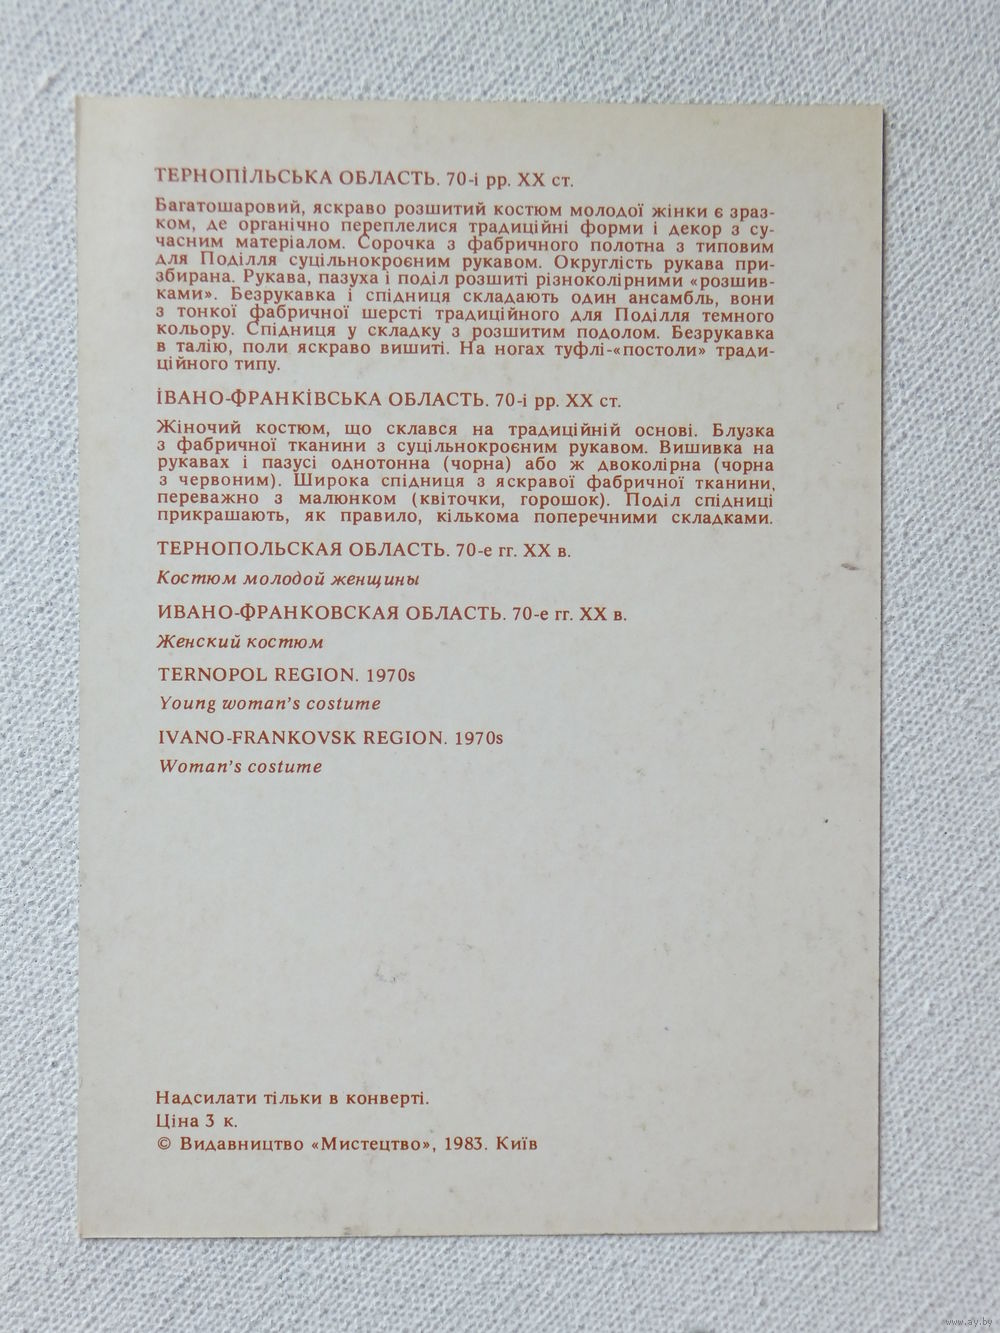 ТЕРНОПІЛЬСЬКА ОБЛАСТЬ. 70-і рр. XX ст.
Багатошаровий, яскраво розшитий костюм молодої жінки є зраз-
ком, де органічно переплелися традиційні форми і декор з су-
часним матеріалом. Сорочка з фабричного полотна з типовим
для Поділля суцільнокроєним рукавом. Округлість рукава при-
збирана. Рукава, пазуха і поділ розшиті різноколірними «розшив-
ками». Безрукавка і спідниця складають один ансамбль, вони
з тонкої фабричної шерсті традиційного для Поділля темного
кольору. Спідниця у складку з розшитим подолом. Безрукавка
в талію, поли яскраво вишиті. На ногах туфлі-«постоли» тради-
ційного типу.
ІВАНО-ФРАНКІВСЬКА ОБЛАСТЬ. 70-і рр. XX ст.
Жіночий костюм, що склався на традиційній основі. Блузка
з фабричної тканини з суцільнокроєним рукавом. Вишивка на
рукавах і пазусі однотонна (чорна) або ж двоколірна (чорна
з червоним). Широка спідниця з яскравої фабричної тканини,
переважно з малюнком (квіточки, горошок). Поділ спідниці
прикрашають, як правило, кількома поперечними складками.
ТЕРНОПОЛЬСКАЯ ОБЛАСТЬ. 70-е гг. XX в.
Костюм молодой женщины
ИВАНО-ФРАНКОВСКАЯ ОБЛАСТЬ. 70-е гг. XX в.
Женский костюм
TERNOPOL REGION. 1970s
Young woman's costume
IVANO-FRANKOVSK REGION. 1970s
Woman's costume
Надсилати тільки в конверті.
Ціна 3 к.
© Видавництво «Мистецтво», 1983. Київ
www.ay.by